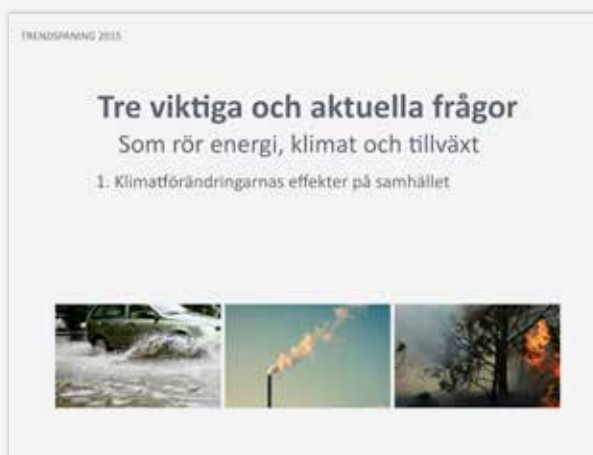 TRENDSPANING 2015
Tre viktiga och aktuella frågor
Som rör energi, klimat och tillväxt
1. Klimatförändringarnas effekter på samhället